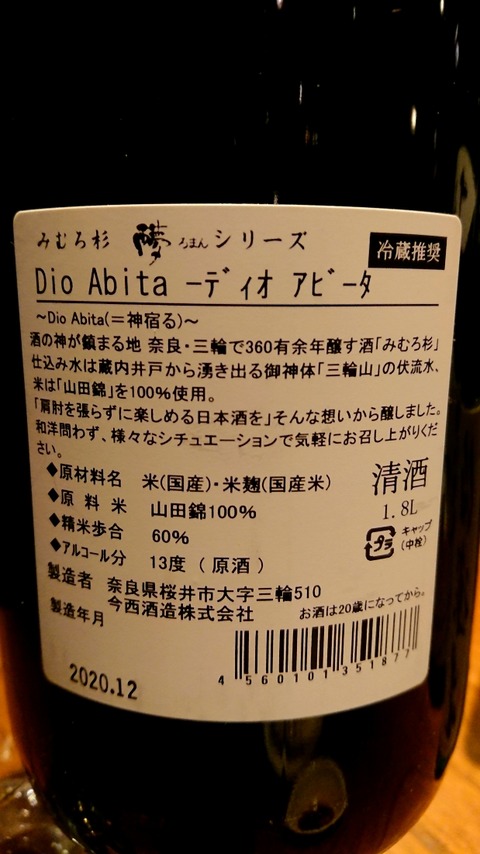 みむろ杉 夢 ろまん シリーズ 冷蔵推奨
Dio Abita ーディオ アビータ
～Dio Abita(＝神宿る)～
酒の神が鎮まる地 奈良・三輪で360有余年醸す酒「みむろ杉」
仕込み水は蔵内井戸から湧き出る御神体「三輪山」の伏流水、
米は「山田錦」を100％使用。
「肩肘を張らずに楽しめる日本酒を」そんな想いから醸しました。
和洋問わず、様々なシチュエーションで気軽にお召し上がりくだ
さい。
◆原材料名 米(国産)・米麹(国産米)
◆原料米 山田錦100％
◆精米歩合 60％
◆アルコール分 13度（原酒）
清酒
1.8L
プラ キャップ
(中栓)
製造者 奈良県桜井市大字三輪510
今西酒造株式会社
お酒は20歳になってから。
製造年月
2020.12
4 560101 351877